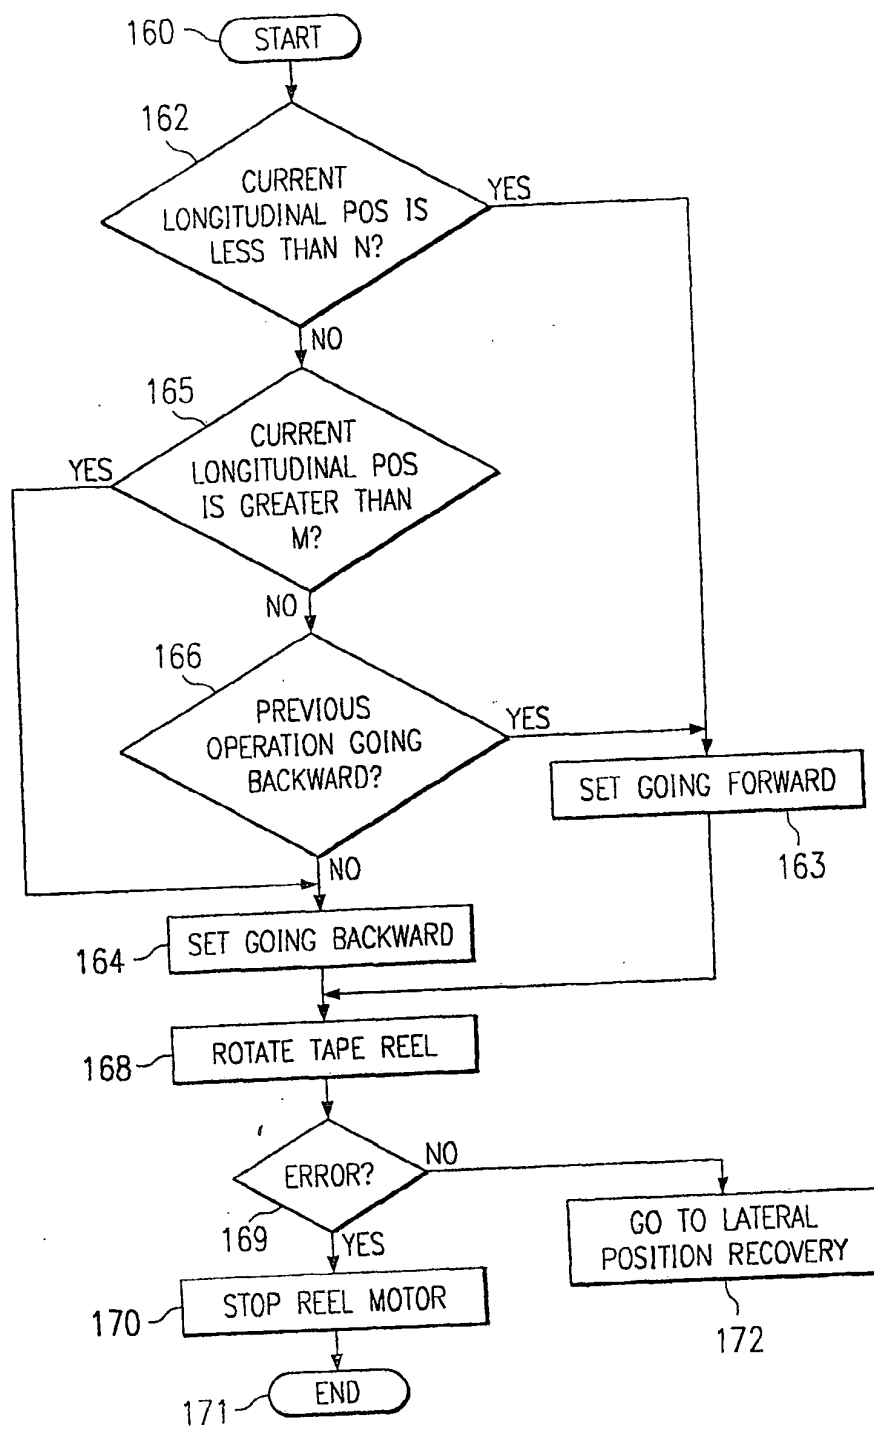 160
START
162
CURRENT
LONGITUDINAL POS IS
LESS THAN N?
YES
NO
165
CURRENT
LONGITUDINAL POS
IS GREATER THAN
M?
YES
NO
166
PREVIOUS
OPERATION GOING
BACKWARD?
YES
SET GOING FORWARD
163
NO
SET GOING BACKWARD
164
ROTATE TAPE REEL
168
ERROR?
NO
169
YES
GO TO LATERAL
POSITION RECOVERY
172
STOP REEL MOTOR
170
END
171